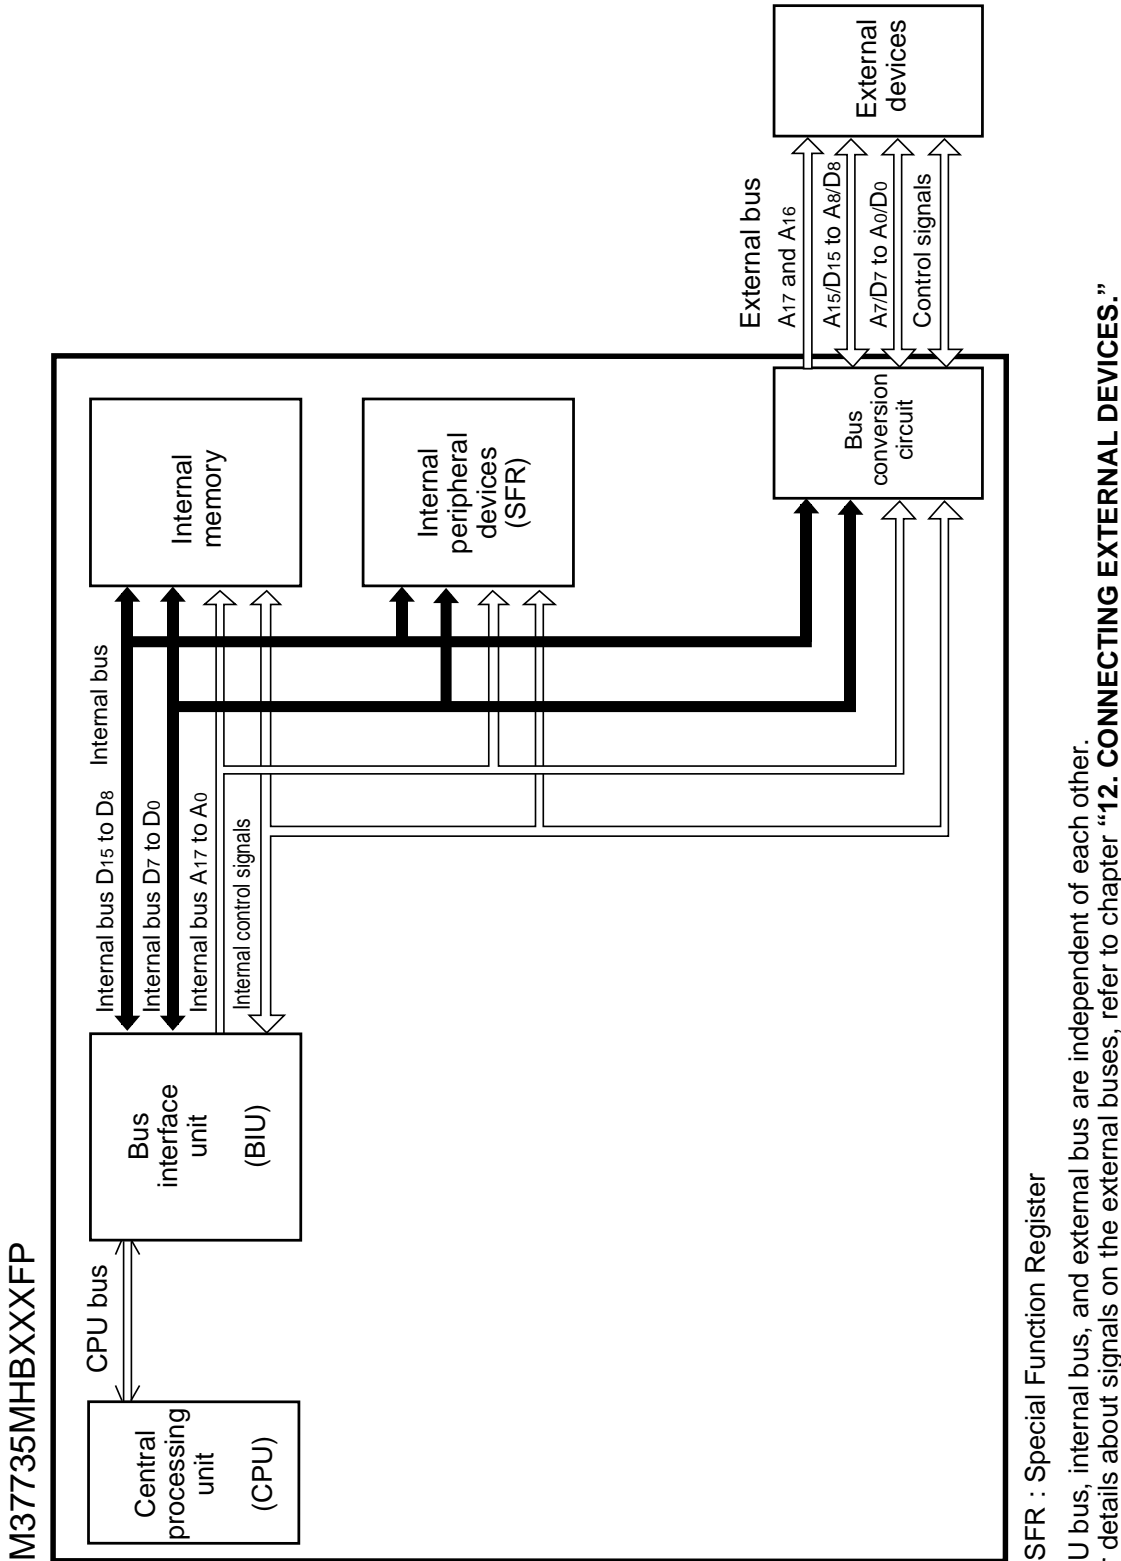 M37735MHBXXXFP
Central
processing
unit
(CPU)
CPU bus
Bus
interface
unit
(BIU)
Internal bus
Internal bus D15 to D8
Internal bus D7 to D0
Internal bus A17 to A0
Internal control signals
Internal
memory
Internal
peripheral
devices
(SFR)
Bus
conversion
circuit
External bus
A17 and A16
A15/D15 to A8/D8
A7/D7 to A0/D0
Control signals
External
devices
SFR : Special Function Register
U bus, internal bus, and external bus are independent of each other.
details about signals on the external buses, refer to chapter “12. CONNECTING EXTERNAL DEVICES.”